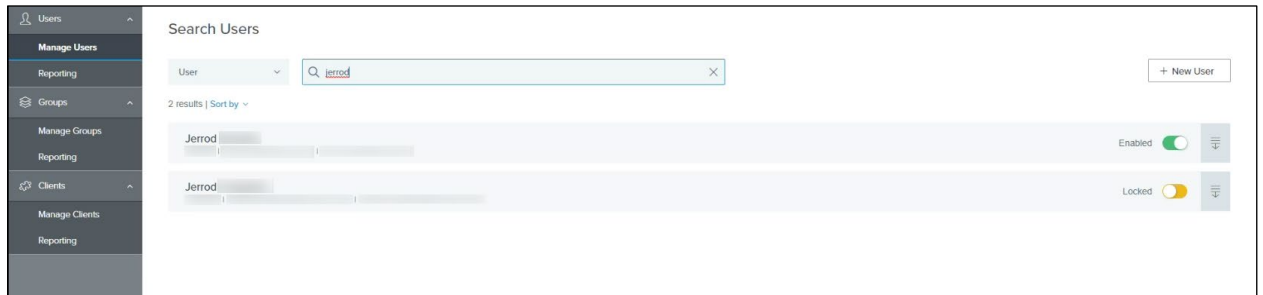 Users
Manage Users
Reporting
Groups
Manage Groups
Reporting
Clients
Manage Clients
Reporting
Search Users
User
jerrod
+ New User
2 results | Sort by
Jerrod
Enabled
Jerrod
Locked